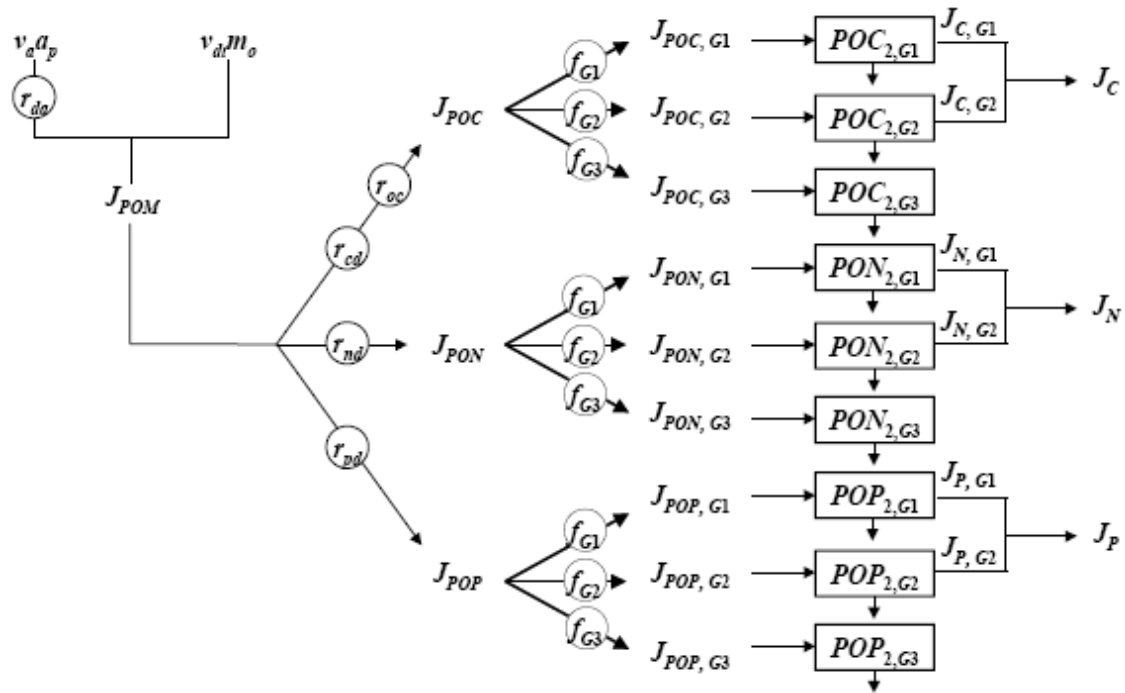 v_a a_p
v_dt m_o
r_da
J_POM
r_cd
r_oc
r_nd
r_pd
J_POC
f_G1
f_G2
f_G3
J_POC, G1
J_POC, G2
J_POC, G3
POC_2,G1
POC_2,G2
POC_2,G3
J_C, G1
J_C, G2
J_C
J_PON
f_G1
f_G2
f_G3
J_PON, G1
J_PON, G2
J_PON, G3
PON_2,G1
PON_2,G2
PON_2,G3
J_N, G1
J_N, G2
J_N
J_POP
f_G1
f_G2
f_G3
J_POP, G1
J_POP, G2
J_POP, G3
POP_2,G1
POP_2,G2
POP_2,G3
J_P, G1
J_P, G2
J_P